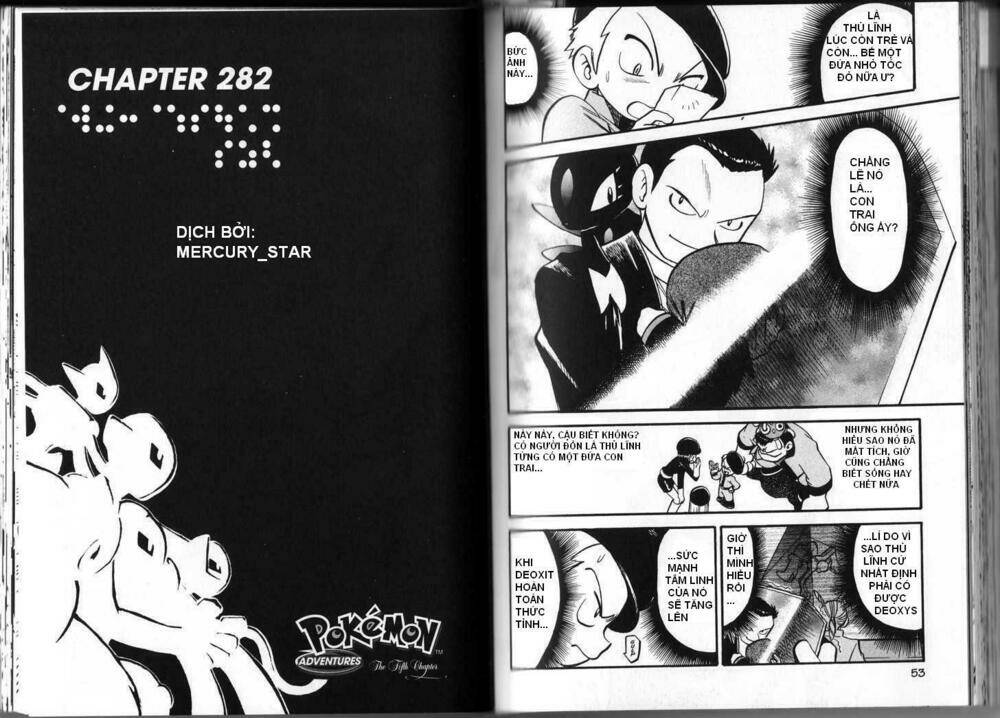 CHAPTER 282
DỊCH BỞI:
MERCURY_STAR
POKÉMON
TM
ADVENTURES
The Fifth Chapter
BỨC
ẢNH
NÀY...
LÀ
THỦ LĨNH
LÚC CÒN TRẺ VÀ
CÒN... BẾ MỘT
ĐỨA NHỎ TÓC
ĐỎ NỮA Ư?
CHẲNG
LẼ NÓ
LÀ...
CON
TRAI
ÔNG ẤY?
NÀY NÀY, CẬU BIẾT KHÔNG?
CÓ NGƯỜI ĐỒN LÀ THỦ LĨNH
TỪNG CÓ MỘT ĐỨA CON
TRAI...
NHƯNG KHÔNG
HIỂU SAO NÓ ĐÃ
MẤT TÍCH, GIỜ
CŨNG CHẲNG
BIẾT SỐNG HAY
CHẾT NỮA
KHI
DEOXIT
HOÀN
TOÀN
THỨC
TỈNH...
...SỨC
MẠNH
TÂM LINH
CỦA NÓ
SẼ TĂNG
LÊN
GIỜ
THÌ
MÌNH
HIỂU
RỒI
...
...LÍ DO VÌ
SAO THỦ
LĨNH CỨ
NHẤT ĐỊNH
PHẢI CÓ
ĐƯỢC
DEOXYS
53